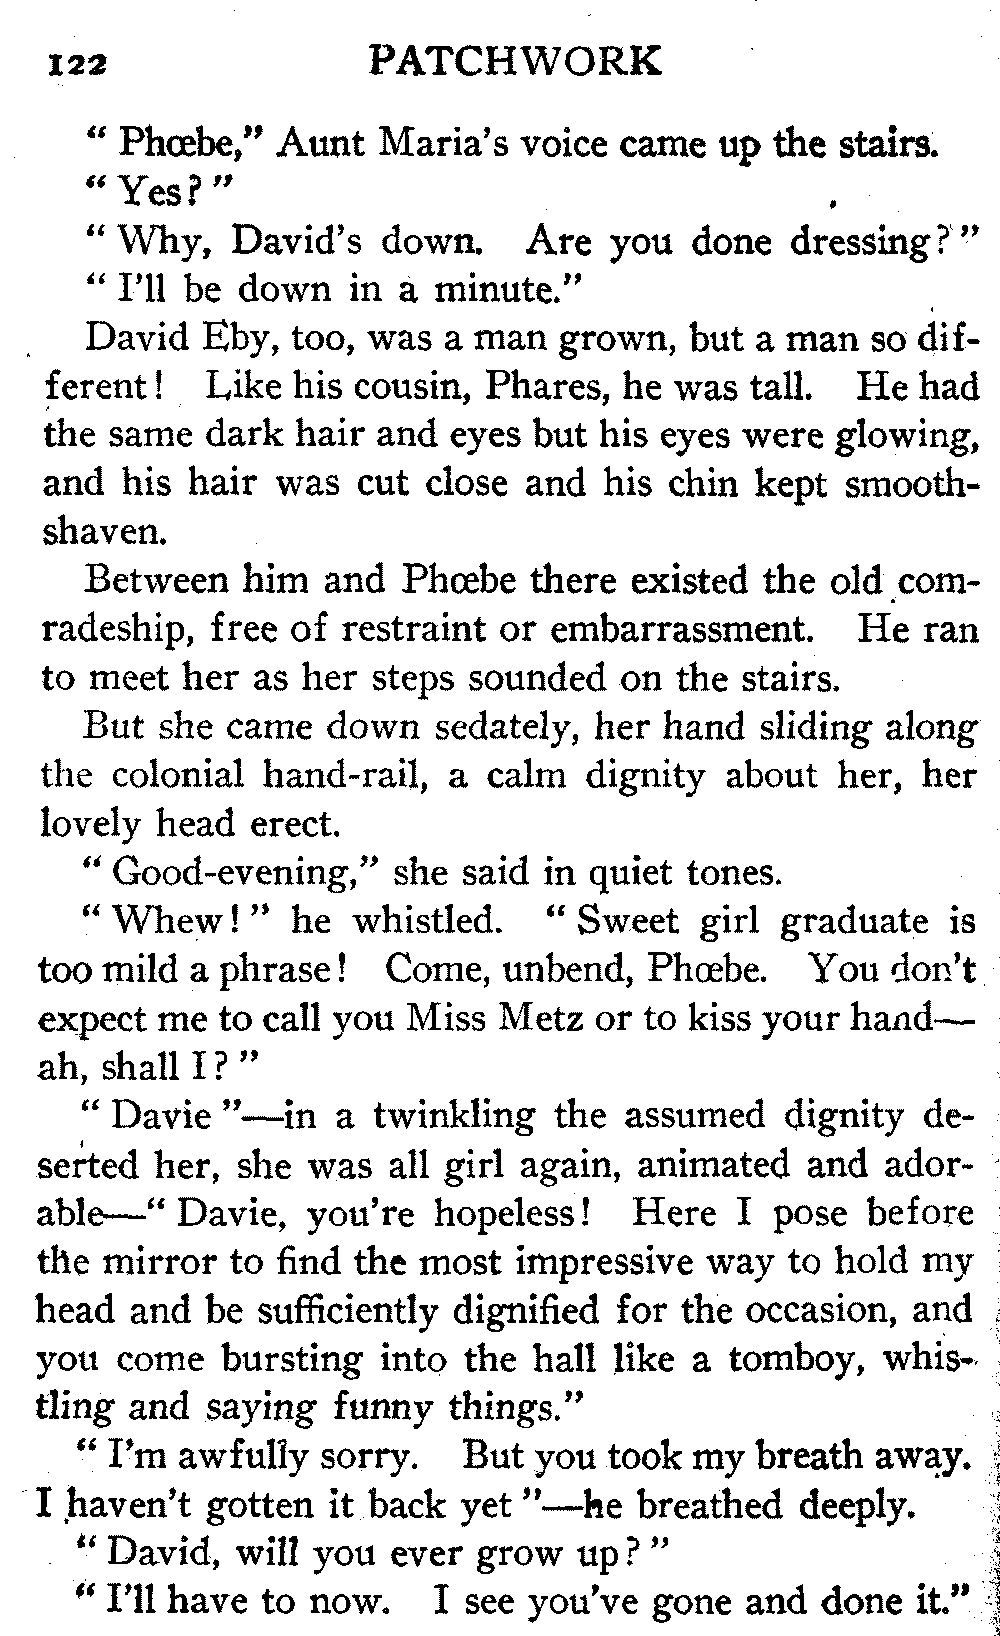 122 PATCHWORK
“ Phœbe,” Aunt Maria's voice came up the stairs.
“ Yes? ”
“ Why, David's down. Are you done dressing? ”
“ I'll be down in a minute.”
David Eby, too, was a man grown, but a man so dif-
ferent! Like his cousin, Phares, he was tall. He had
the same dark hair and eyes but his eyes were glowing,
and his hair was cut close and his chin kept smooth-
shaven.
Between him and Phœbe there existed the old com-
radeship, free of restraint or embarrassment. He ran
to meet her as her steps sounded on the stairs.
But she came down sedately, her hand sliding along
the colonial hand-rail, a calm dignity about her, her
lovely head erect.
“ Good-evening,” she said in quiet tones.
“ Whew! ” he whistled. “ Sweet girl graduate is
too mild a phrase! Come, unbend, Phœbe. You don't
expect me to call you Miss Metz or to kiss your hand—
ah, shall I? ”
“ Davie ”—in a twinkling the assumed dignity de-
serted her, she was all girl again, animated and ador-
able—“ Davie, you're hopeless! Here I pose before
the mirror to find the most impressive way to hold my
head and be sufficiently dignified for the occasion, and
you come bursting into the hall like a tomboy, whis-
tling and saying funny things.”
“ I'm awfully sorry. But you took my breath away.
I haven't gotten it back yet ”—he breathed deeply.
“ David, will you ever grow up? ”
“ I'll have to now. I see you've gone and done it.”